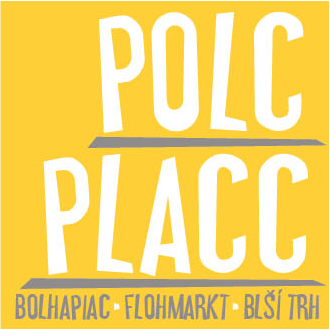 POLC
PLACC
BOLHAPIAC · FLOHMARKT · BLŠÍ TRH